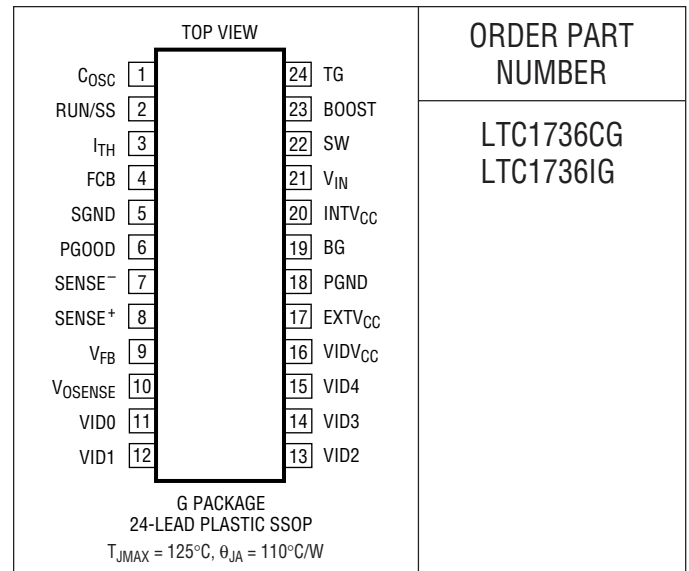 TOP VIEW
C_OSC 1
RUN/SS 2
I_TH 3
FCB 4
SGND 5
PGOOD 6
SENSE⁻ 7
SENSE⁺ 8
V_FB 9
V_OSENSE 10
VID0 11
VID1 12
24 TG
23 BOOST
22 SW
21 V_IN
20 INTV_CC
19 BG
18 PGND
17 EXTV_CC
16 VIDV_CC
15 VID4
14 VID3
13 VID2
G PACKAGE
24-LEAD PLASTIC SSOP
T_JMAX = 125°C, θ_JA = 110°C/W
ORDER PART
NUMBER
LTC1736CG
LTC1736IG